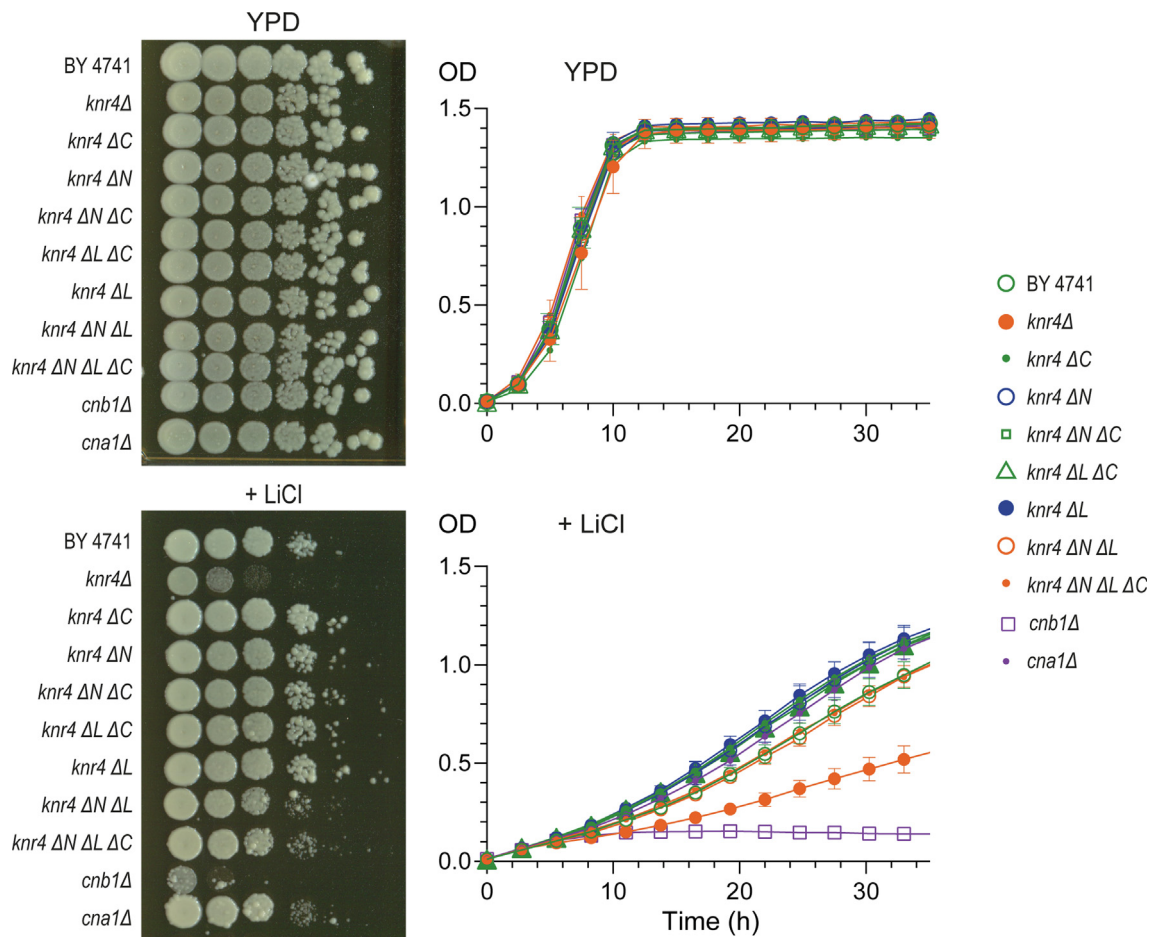 YPD
BY 4741
knr4Δ
knr4 ΔC
knr4 ΔN
knr4 ΔN ΔC
knr4 ΔL ΔC
knr4 ΔL
knr4 ΔN ΔL
knr4 ΔN ΔL ΔC
cnb1Δ
cna1Δ
OD YPD
1.5
1.0
0.5
0.0
0 10 20 30
+ LiCl
BY 4741
knr4Δ
knr4 ΔC
knr4 ΔN
knr4 ΔN ΔC
knr4 ΔL ΔC
knr4 ΔL
knr4 ΔN ΔL
knr4 ΔN ΔL ΔC
cnb1Δ
cna1Δ
OD + LiCl
1.5
1.0
0.5
0.0
0 10 20 30
Time (h)
BY 4741
knr4Δ
knr4 ΔC
knr4 ΔN
knr4 ΔN ΔC
knr4 ΔL ΔC
knr4 ΔL
knr4 ΔN ΔL
knr4 ΔN ΔL ΔC
cnb1Δ
cna1Δ